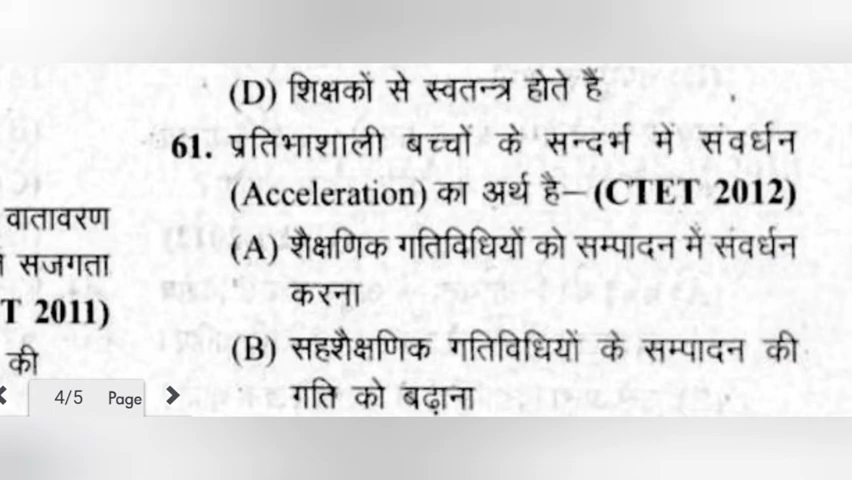 (D) शिक्षकों से स्वतन्त्र होते हैं
61. प्रतिभाशाली बच्चों के सन्दर्भ में संवर्धन
(Acceleration) का अर्थ है– (CTET 2012)
(A) शैक्षणिक गतिविधियों को सम्पादन में संवर्धन
करना
(B) सहशैक्षणिक गतिविधियों के सम्पादन की
गति को बढ़ाना
वातावरण
सजगता
T 2011)
की
4/5 Page